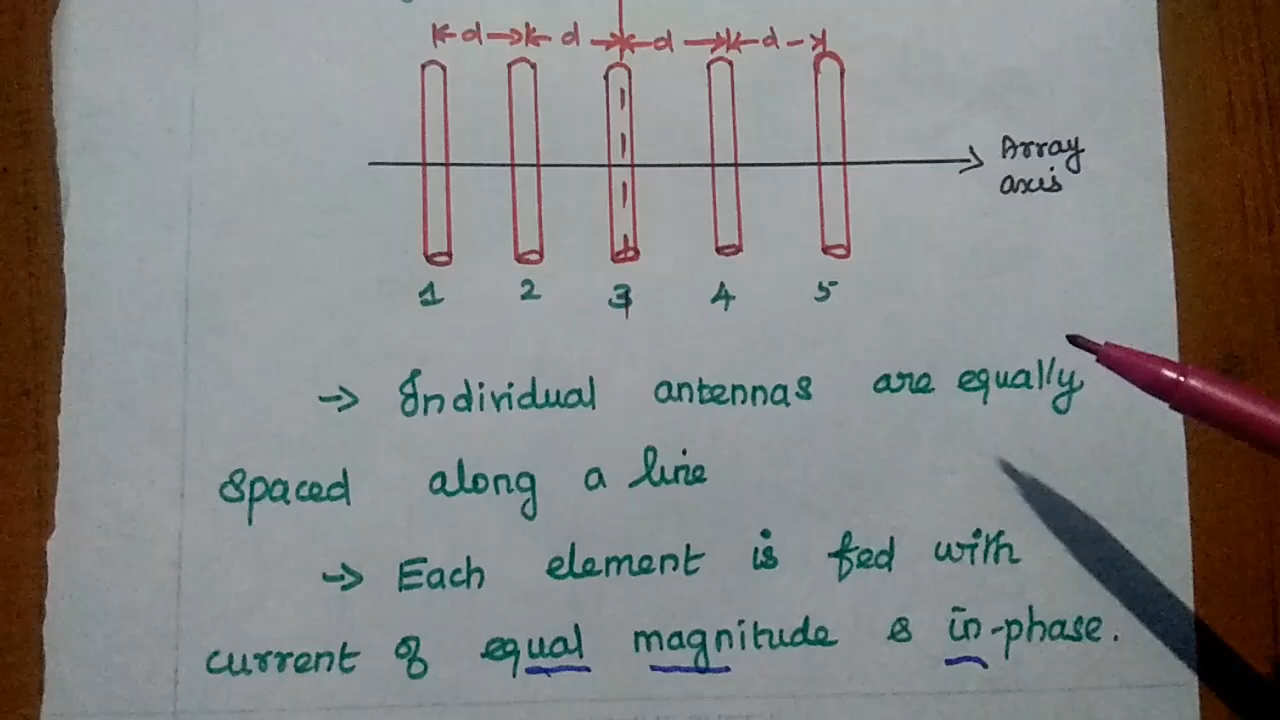 d d d d
Array
axis
1 2 3 4 5
→ Individual antennas are equally
spaced along a line
→ Each element is fed with
current of equal magnitude & in-phase.